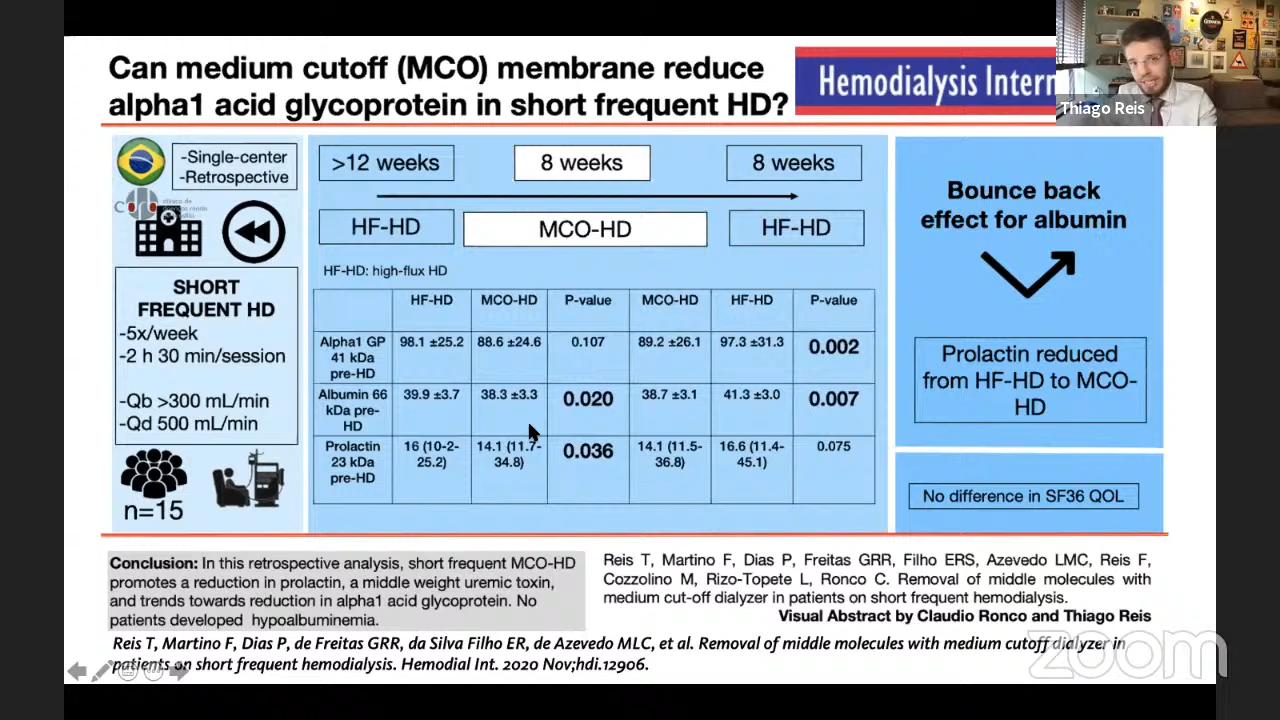 Can medium cutoff (MCO) membrane reduce
alpha1 acid glycoprotein in short frequent HD?
Hemodialysis Intern
Thiago Reis
-Single-center
-Retrospective
SHORT
FREQUENT HD
-5x/week
-2 h 30 min/session
-Qb >300 mL/min
-Qd 500 mL/min
n=15
>12 weeks 8 weeks 8 weeks
HF-HD MCO-HD HF-HD
HF-HD: high-flux HD
HF-HD MCO-HD P-value MCO-HD HF-HD P-value
Alpha1 GP 98.1 ±25.2 88.6 ±24.6 0.107 89.2 ±26.1 97.3 ±31.3 0.002
41 kDa
pre-HD
Albumin 66 39.9 ±3.7 38.3 ±3.3 0.020 38.7 ±3.1 41.3 ±3.0 0.007
kDa pre-
HD
Prolactin 16 (10-2- 14.1 (11.7- 0.036 14.1 (11.5- 16.6 (11.4- 0.075
23 kDa 25.2) 34.8) 36.8) 45.1)
pre-HD
Bounce back
effect for albumin
Prolactin reduced
from HF-HD to MCO-
HD
No difference in SF36 QOL
Conclusion: In this retrospective analysis, short frequent MCO-HD
promotes a reduction in prolactin, a middle weight uremic toxin,
and trends towards reduction in alpha1 acid glycoprotein. No
patients developed hypoalbuminemia.
Reis T, Martino F, Dias P, Freitas GRR, Filho ERS, Azevedo LMC, Reis F,
Cozzolino M, Rizo-Topete L, Ronco C. Removal of middle molecules with
medium cut-off dialyzer in patients on short frequent hemodialysis.
Visual Abstract by Claudio Ronco and Thiago Reis
Reis T, Martino F, Dias P, de Freitas GRR, da Silva Filho ER, de Azevedo MLC, et al. Removal of middle molecules with medium cutoff dialyzer in
patients on short frequent hemodialysis. Hemodial Int. 2020 Nov;hdi.12906.
zoom